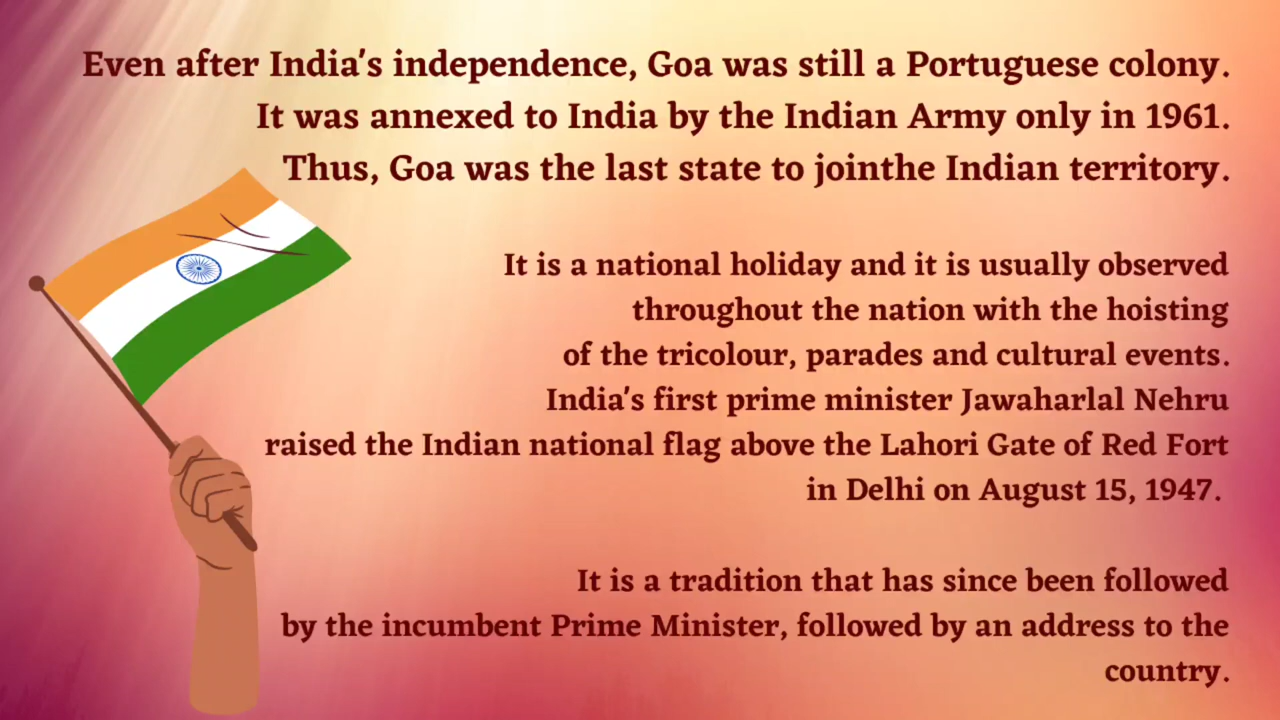 Even after India's independence, Goa was still a Portuguese colony.
It was annexed to India by the Indian Army only in 1961.
Thus, Goa was the last state to jointhe Indian territory.
It is a national holiday and it is usually observed
throughout the nation with the hoisting
of the tricolour, parades and cultural events.
India's first prime minister Jawaharlal Nehru
raised the Indian national flag above the Lahori Gate of Red Fort
in Delhi on August 15, 1947.
It is a tradition that has since been followed
by the incumbent Prime Minister, followed by an address to the
country.